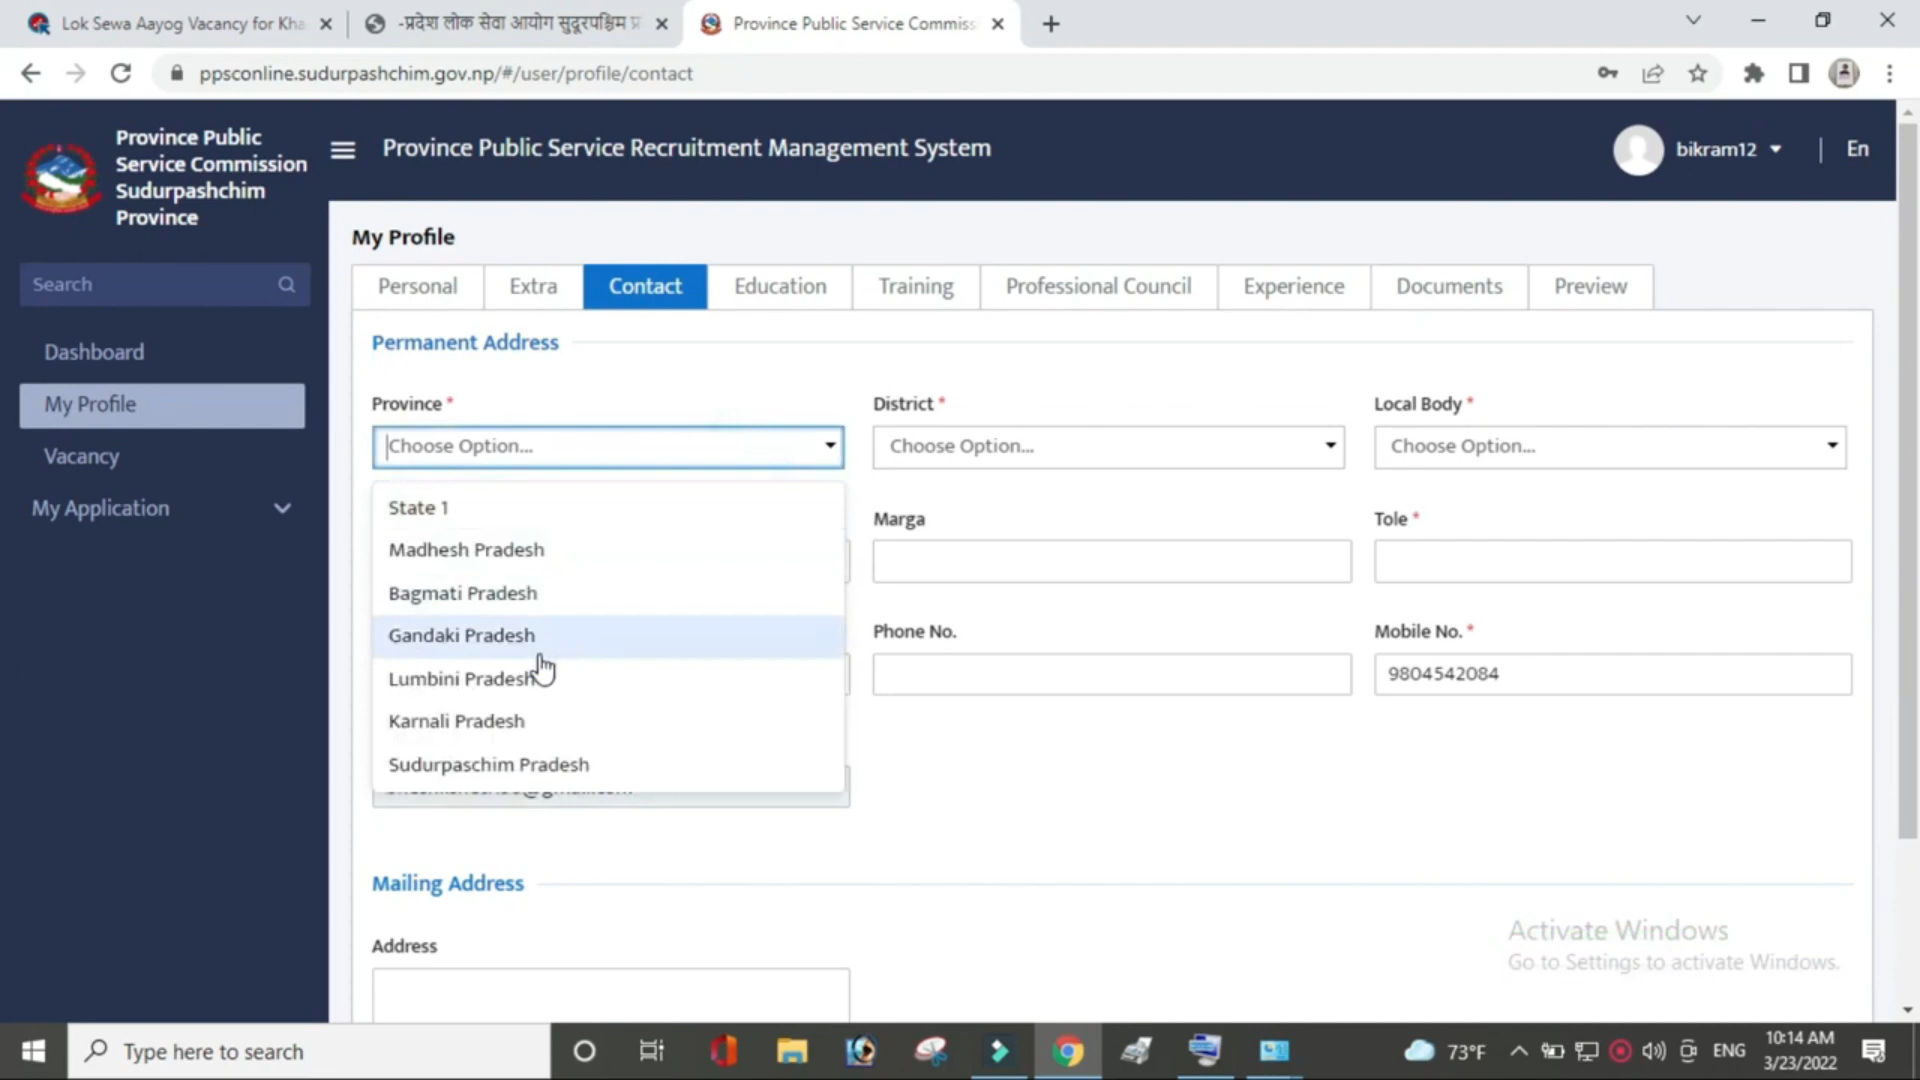 Lok Sewa Aayog Vacancy for Kha
-प्रदेश लोक सेवा आयोग सुदूरपश्चिम प्र
Province Public Service Commiss
ppsconline.sudurpashchim.gov.np/#/user/profile/contact
Province Public
Service Commission
Sudurpashchim
Province
Province Public Service Recruitment Management System
bikram12
En
Search
Dashboard
My Profile
Vacancy
My Application
My Profile
Personal
Extra
Contact
Education
Training
Professional Council
Experience
Documents
Preview
Permanent Address
Province *
District *
Local Body *
Choose Option...
Choose Option...
Choose Option...
State 1
Madhesh Pradesh
Bagmati Pradesh
Gandaki Pradesh
Lumbini Pradesh
Karnali Pradesh
Sudurpaschim Pradesh
Marga
Tole *
Phone No.
Mobile No. *
9804542084
Mailing Address
Address
Activate Windows
Go to Settings to activate Windows.
Type here to search
73°F
ENG
10:14 AM
3/23/2022